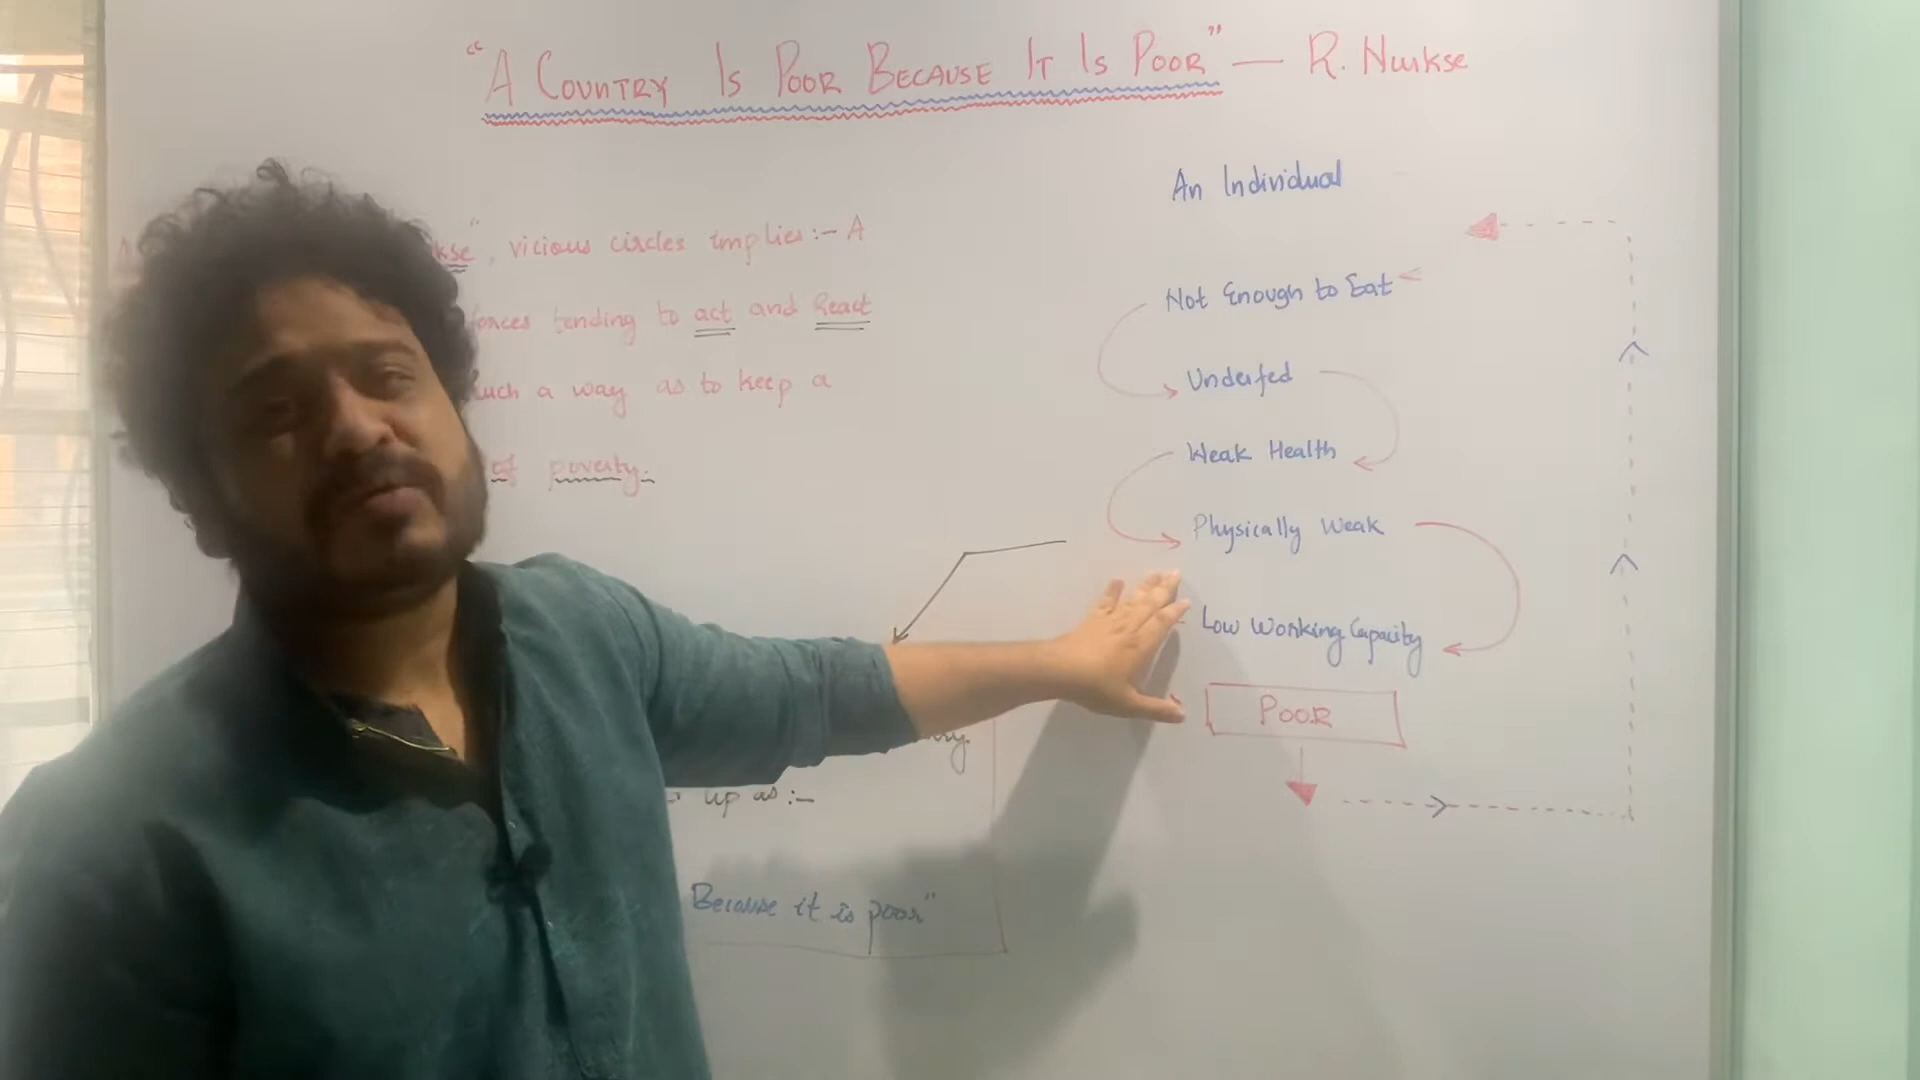 "A COUNTRY IS POOR BECAUSE IT IS POOR" — R. Nurkse
kse", vicious circles implies:- A
forces tending to act and React
such a way as to keep a
of poverty.
up as:-
Because it is poor"
An Individual
Not Enough to Eat
Underfed
Weak Health
Physically Weak
Low Working Capacity
POOR